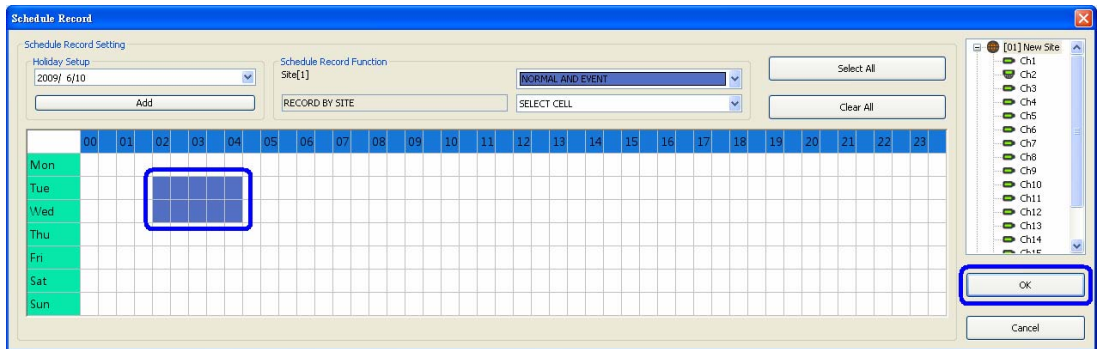 Schedule Record
Schedule Record Setting
Holiday Setup
2009/ 6/10
Add
Schedule Record Function
Site[1]
NORMAL AND EVENT
RECORD BY SITE
SELECT CELL
Select All
Clear All
00 01 02 03 04 05 06 07 08 09 10 11 12 13 14 15 16 17 18 19 20 21 22 23
Mon
Tue
Wed
Thu
Fri
Sat
Sun
[01] New Site
Ch1
Ch2
Ch3
Ch4
Ch5
Ch6
Ch7
Ch8
Ch9
Ch10
Ch11
Ch12
Ch13
Ch14
Ch15
OK
Cancel